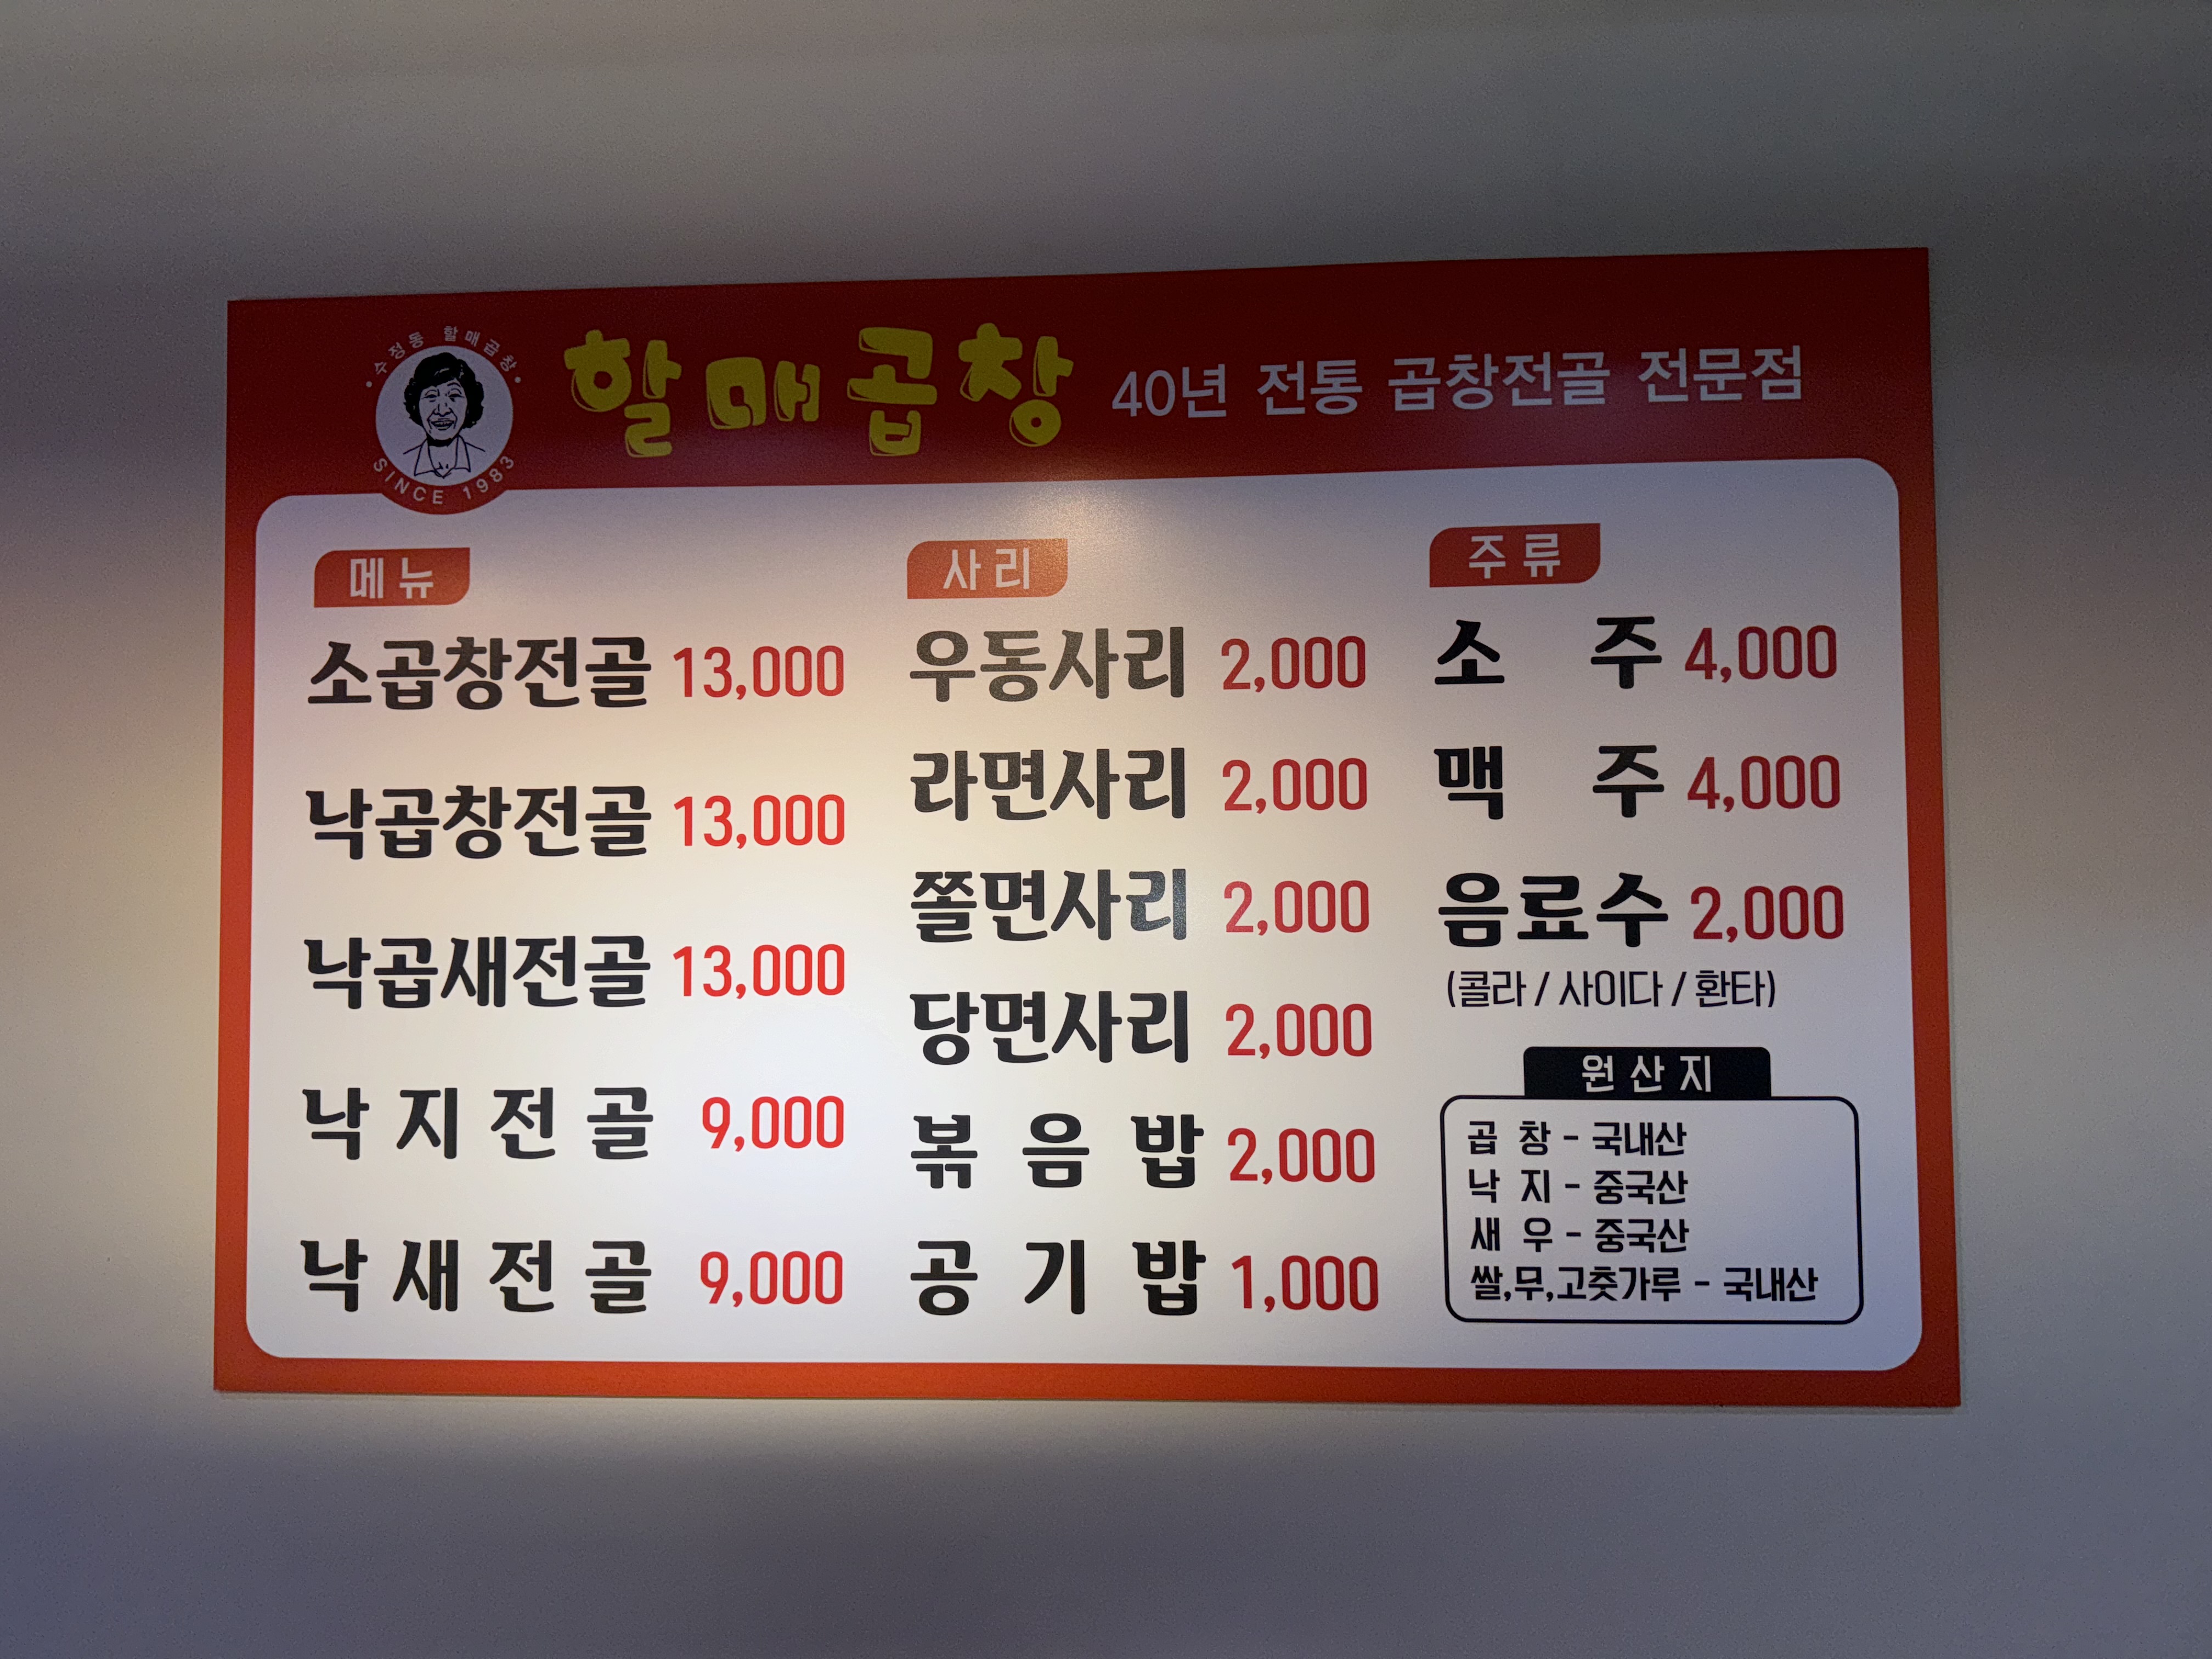 수정동 할매곱창
SINCE 1983
할매곱창 40년 전통 곱창전골 전문점
메뉴
소곱창전골 13,000
낙곱창전골 13,000
낙곱새전골 13,000
낙지전골 9,000
낙새전골 9,000
사리
우동사리 2,000
라면사리 2,000
쫄면사리 2,000
당면사리 2,000
볶음밥 2,000
공기밥 1,000
주류
소주 4,000
맥주 4,000
음료수 2,000
(콜라 / 사이다 / 환타)
원산지
곱창 - 국내산
낙지 - 중국산
새우 - 중국산
쌀,무,고춧가루 - 국내산